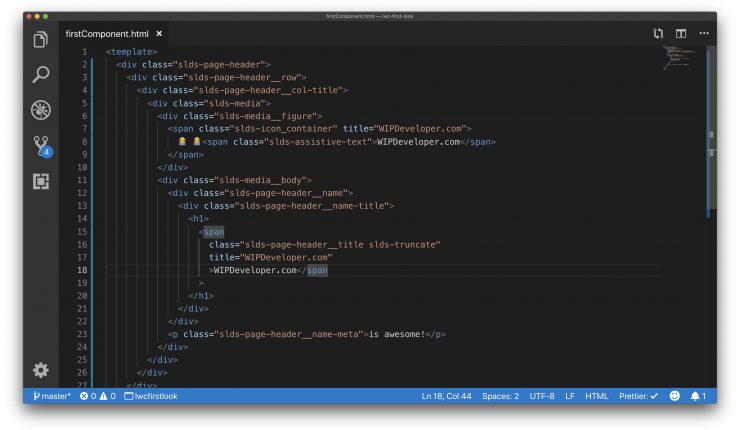 firstComponent.html — lwc-first-look
firstComponent.html ×
1 <template>
2 <div class="slds-page-header">
3 <div class="slds-page-header__row">
4 <div class="slds-page-header__col-title">
5 <div class="slds-media">
6 <div class="slds-media__figure">
7 <span class="slds-icon_container" title="WIPDeveloper.com">
8 <span class="slds-assistive-text">WIPDeveloper.com</span>
9 </span>
10 </div>
11 <div class="slds-media__body">
12 <div class="slds-page-header__name">
13 <div class="slds-page-header__name-title">
14 <h1>
15 <span
16 class="slds-page-header__title slds-truncate"
17 title="WIPDeveloper.com"
18 >WIPDeveloper.com</span
19 >
20 </h1>
21 </div>
22 </div>
23 <p class="slds-page-header__name-meta">is awesome!</p>
24 </div>
25 </div>
26 </div>
27 </div>
4
master* 0 0 lwcfirstlook Ln 18, Col 44 Spaces: 2 UTF-8 LF HTML Prettier: ✓ 1